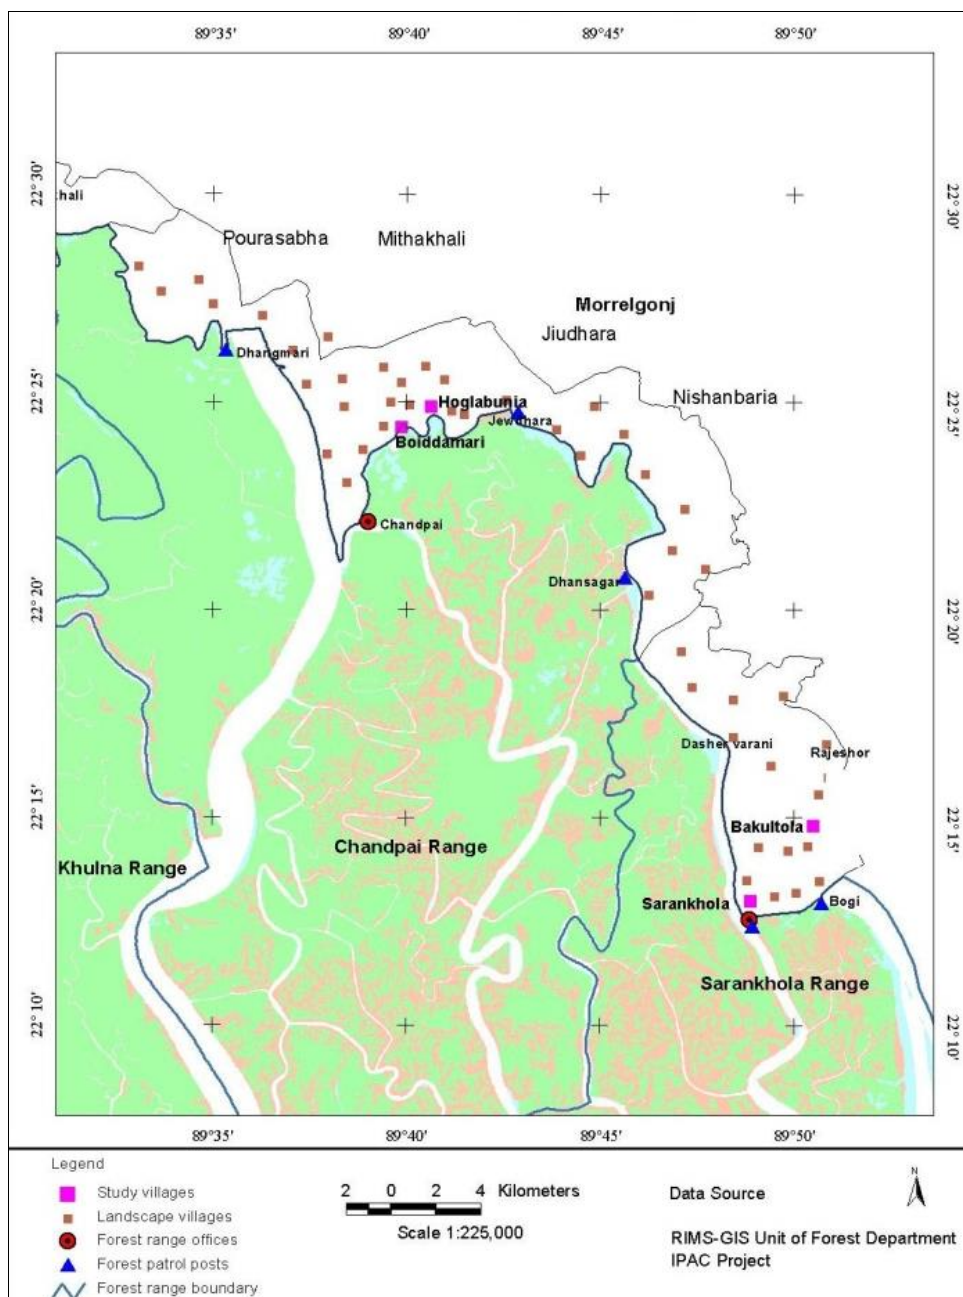 89°35' 89°40' 89°45' 89°50'
22°30' 22°30'
hali
Pourasabha Mithakhali
Morrelgonj
Jiudhara
Dhangmari
Nishanbaria
22°25' 22°25'
Hoglabunia
Jewdhara
Boiddamari
Chandpai
Dhansagar
22°20' 22°20'
Dasher varani Rajeshor
22°15' 22°15'
Bakultola
Chandpai Range
Khulna Range
Sarankhola Bogi
Sarankhola Range
22°10' 22°10'
89°35' 89°40' 89°45' 89°50'
Legend
Study villages
Landscape villages
Forest range offices
Forest patrol posts
Forest range boundary
2 0 2 4 Kilometers
Scale 1:225,000
N
Data Source
RIMS-GIS Unit of Forest Department
IPAC Project